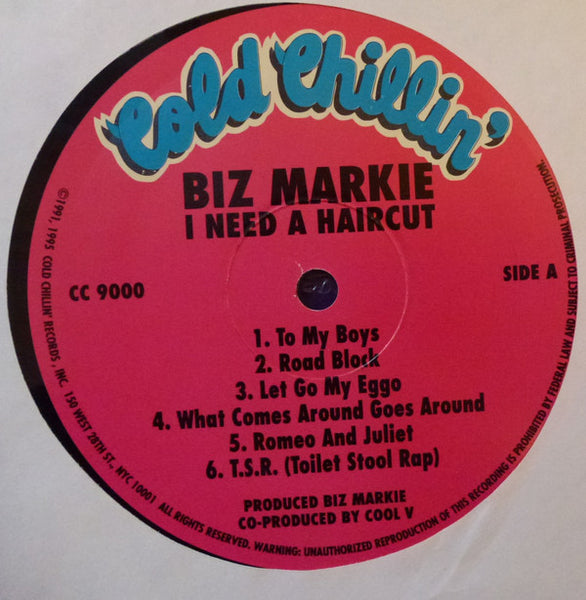 Cold Chillin'
BIZ MARKIE
I NEED A HAIRCUT
CC 9000
SIDE A
1. To My Boys
2. Road Block
3. Let Go My Eggo
4. What Comes Around Goes Around
5. Romeo And Juliet
6. T.S.R. (Toilet Stool Rap)
PRODUCED BIZ MARKIE
CO-PRODUCED BY COOL V
©1991, 1995 COLD CHILLIN' RECORDS, INC. 150 WEST 28TH ST., NYC 10001 ALL RIGHTS RESERVED. WARNING: UNAUTHORIZED REPRODUCTION OF THIS RECORDING IS PROHIBITED BY FEDERAL LAW AND SUBJECT TO CRIMINAL PROSECUTION.